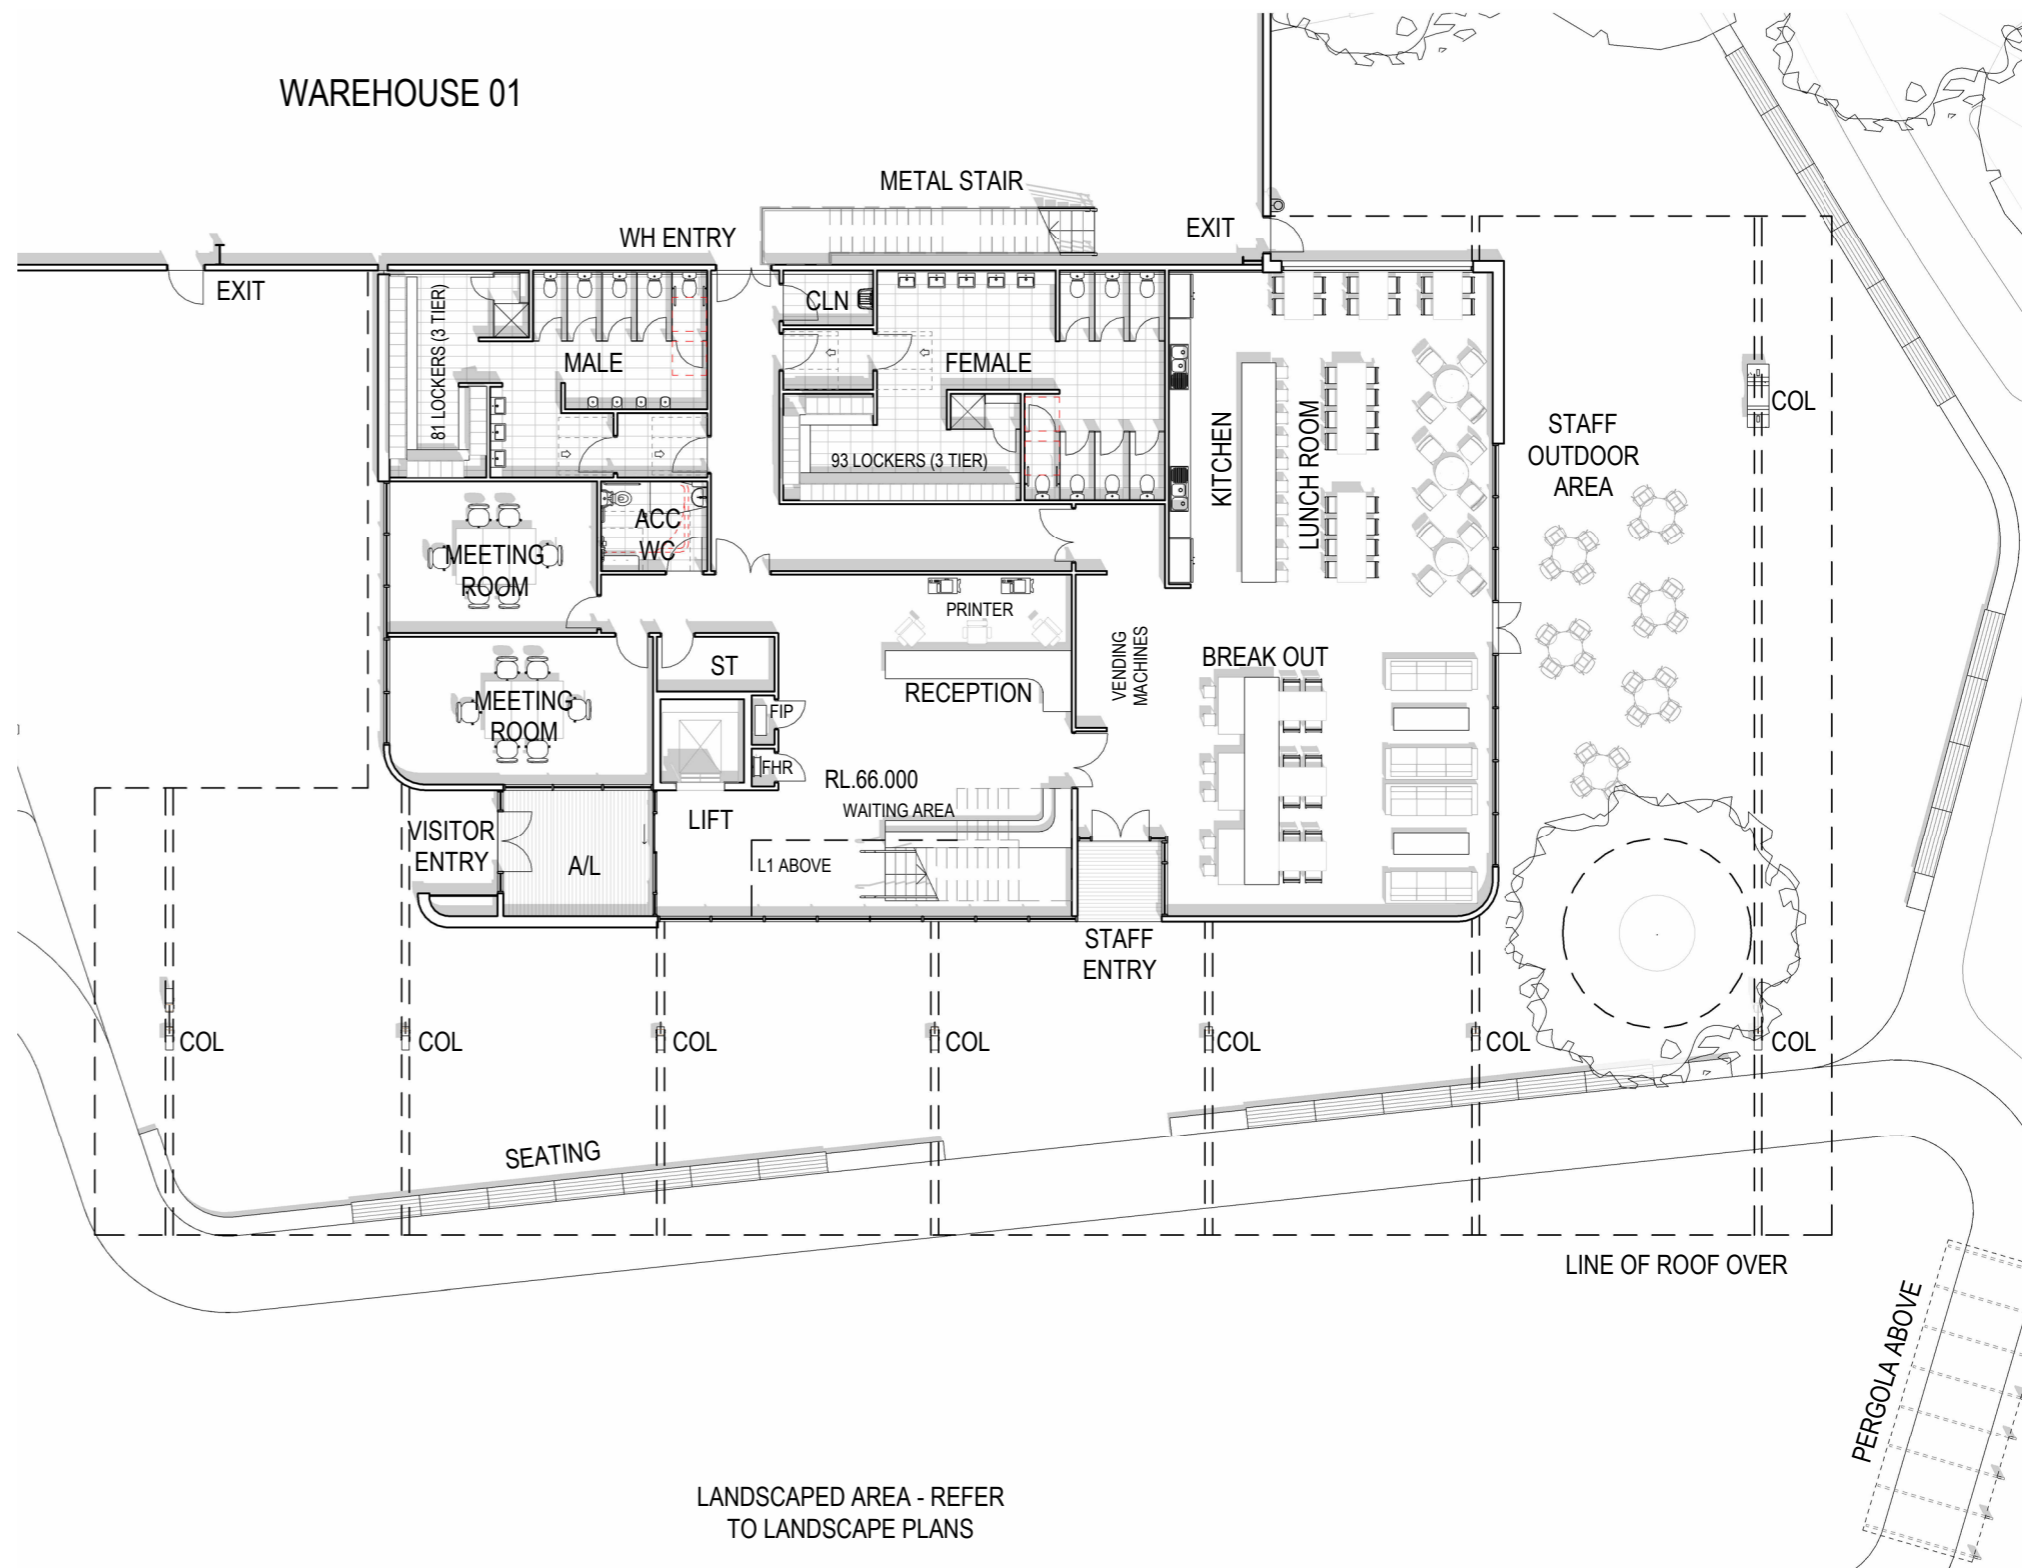 WAREHOUSE 01
METAL STAIR
WH ENTRY
EXIT
EXIT
81 LOCKERS (3 TIER)
MALE
CLN
FEMALE
93 LOCKERS (3 TIER)
KITCHEN
LUNCH ROOM
COL
STAFF
OUTDOOR
AREA
ACC
WC
MEETING
ROOM
PRINTER
VENDING
MACHINES
BREAK OUT
ST
RECEPTION
MEETING
ROOM
FIP
FHR
RL.66.000
WAITING AREA
LIFT
VISITOR
ENTRY
A/L
L1 ABOVE
STAFF
ENTRY
COL
COL
COL
COL
COL
COL
COL
SEATING
LINE OF ROOF OVER
PERGOLA ABOVE
LANDSCAPED AREA - REFER
TO LANDSCAPE PLANS